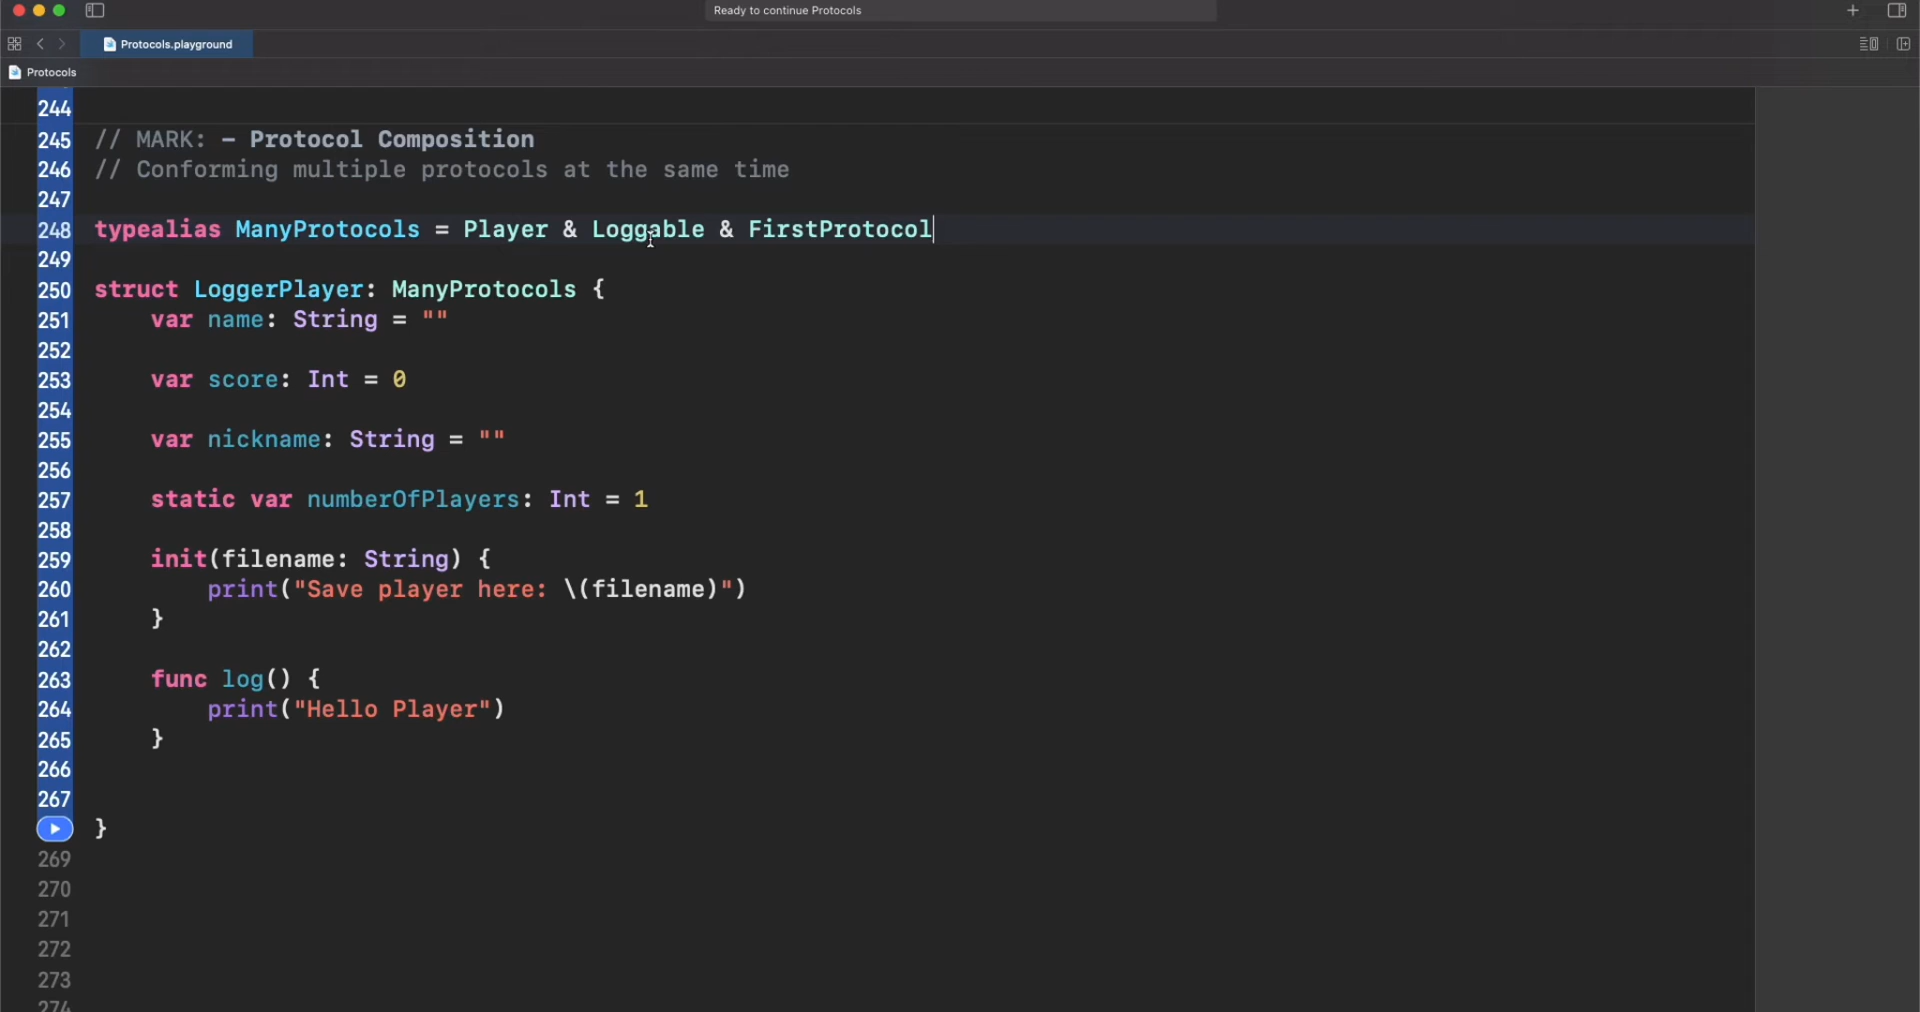 Ready to continue Protocols
Protocols.playground
Protocols
244
245 // MARK: - Protocol Composition
246 // Conforming multiple protocols at the same time
247
248 typealias ManyProtocols = Player & Loggable & FirstProtocol
249
250 struct LoggerPlayer: ManyProtocols {
251 var name: String = ""
252
253 var score: Int = 0
254
255 var nickname: String = ""
256
257 static var numberOfPlayers: Int = 1
258
259 init(filename: String) {
260 print("Save player here: \(filename)")
261 }
262
263 func log() {
264 print("Hello Player")
265 }
266
267
}
269
270
271
272
273
274